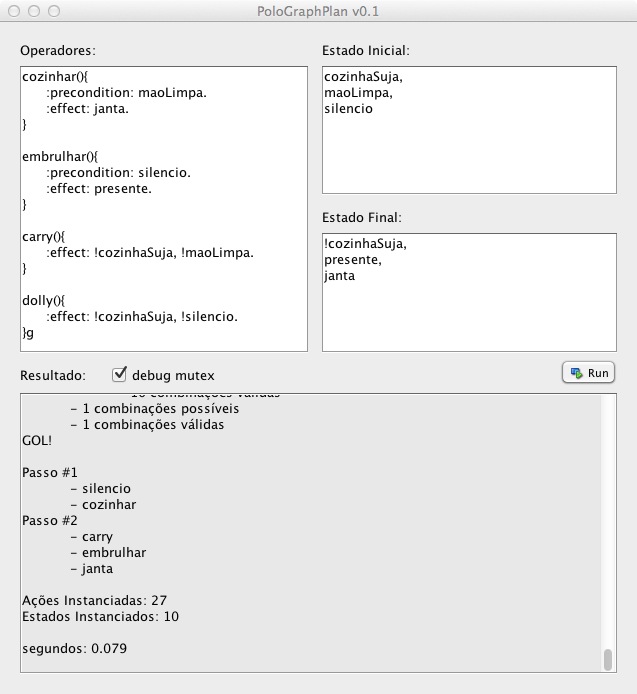 PoloGraphPlan v0.1
Operadores:
cozinhar(){
:precondition: maoLimpa.
:effect: janta.
}
embrulhar(){
:precondition: silencio.
:effect: presente.
}
carry(){
:effect: !cozinhaSuja, !maoLimpa.
}
dolly(){
:effect: !cozinhaSuja, !silencio.
}g
Estado Inicial:
cozinhaSuja,
maoLimpa,
silencio
Estado Final:
!cozinhaSuja,
presente,
janta
Resultado:
debug mutex
Run
- 1 combinações possíveis
- 1 combinações válidas
GOL!
Passo #1
- silencio
- cozinhar
Passo #2
- carry
- embrulhar
- janta
Ações Instanciadas: 27
Estados Instanciados: 10
segundos: 0.079